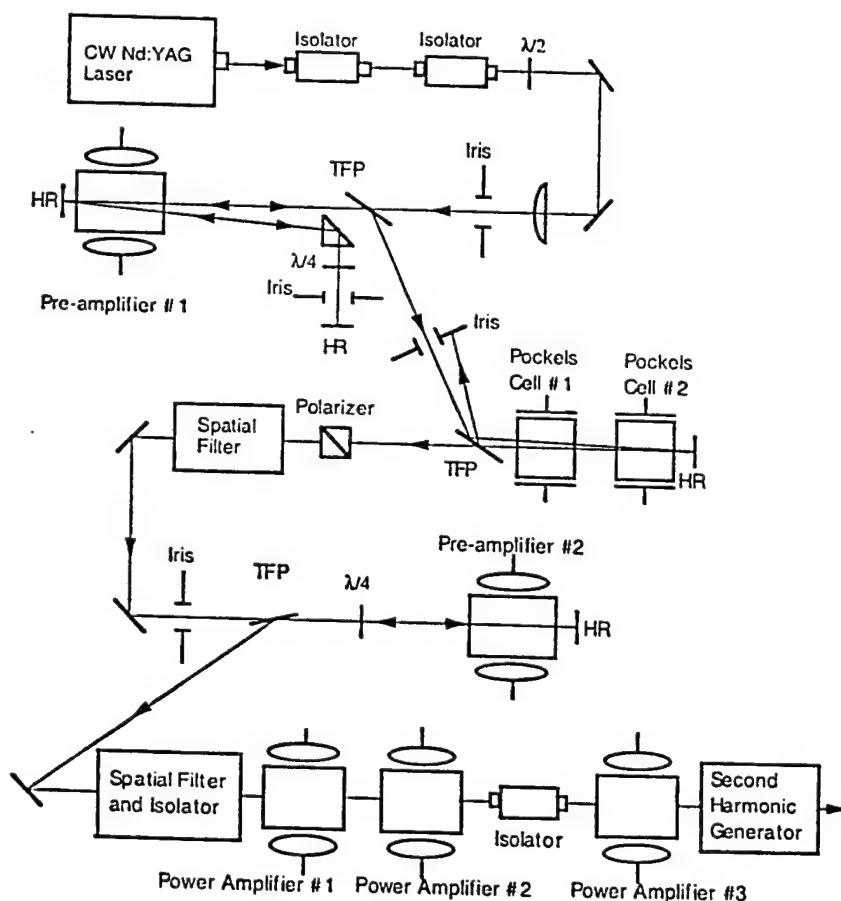 CW Nd:YAG
Laser
Isolator
Isolator
λ/2
Iris
TFP
HR
λ/4
Iris
HR
Pre-amplifier #1
Iris
Pockels
Cell #1
Pockels
Cell #2
HR
TFP
Polarizer
Spatial
Filter
Iris
TFP
λ/4
Pre-amplifier #2
HR
Spatial Filter
and Isolator
Isolator
Second
Harmonic
Generator
Power Amplifier #1
Power Amplifier #2
Power Amplifier #3